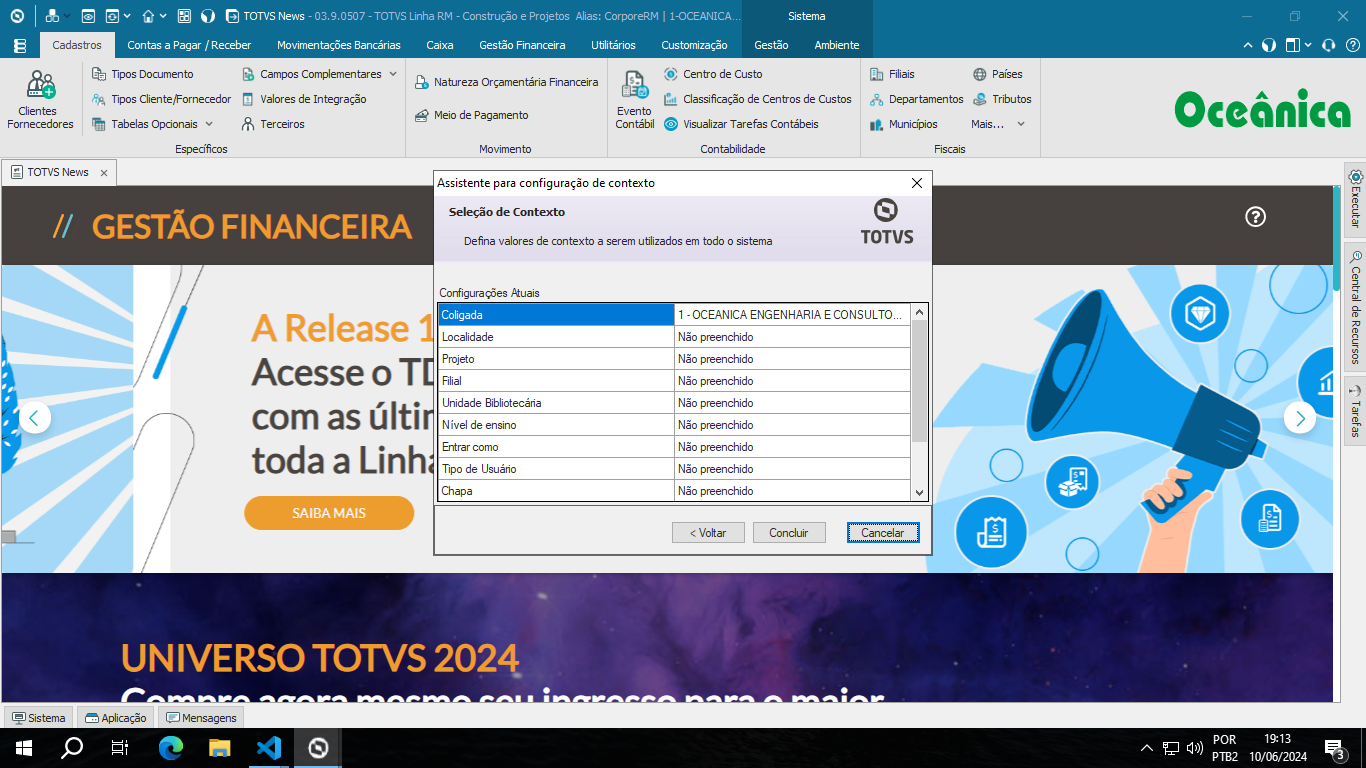 TOTVS News - 03.9.0507 - TOTVS Linha RM - Construção e Projetos Alias: CorporeRM | 1-OCEANICA...
Sistema
Cadastros
Contas a Pagar / Receber
Movimentações Bancárias
Caixa
Gestão Financeira
Utilitários
Customização
Gestão
Ambiente
Clientes
Fornecedores
Tipos Documento
Tipos Cliente/Fornecedor
Tabelas Opcionais
Campos Complementares
Valores de Integração
Terceiros
Específicos
Natureza Orçamentária Financeira
Meio de Pagamento
Movimento
Evento
Contábil
Centro de Custo
Classificação de Centros de Custos
Visualizar Tarefas Contábeis
Contabilidade
Filiais
Departamentos
Municípios
Países
Tributos
Mais...
Fiscais
Oceânica
TOTVS News
// GESTÃO FINANCEIRA
A Release 1
Acesse o TD
com as últin
toda a Linha
SAIBA MAIS
Assistente para configuração de contexto
Seleção de Contexto
Defina valores de contexto a serem utilizados em todo o sistema
TOTVS
Configurações Atuais
Coligada 1 - OCEANICA ENGENHARIA E CONSULTO...
Localidade Não preenchido
Projeto Não preenchido
Filial Não preenchido
Unidade Bibliotecária Não preenchido
Nível de ensino Não preenchido
Entrar como Não preenchido
Tipo de Usuário Não preenchido
Chapa Não preenchido
< Voltar
Concluir
Cancelar
Executar
Central de Recursos
Tarefas
UNIVERSO TOTVS 2024
Compre agora mesmo seu ingresso para o maior
Sistema
Aplicação
Mensagens
POR
PTB2
19:13
10/06/2024
3